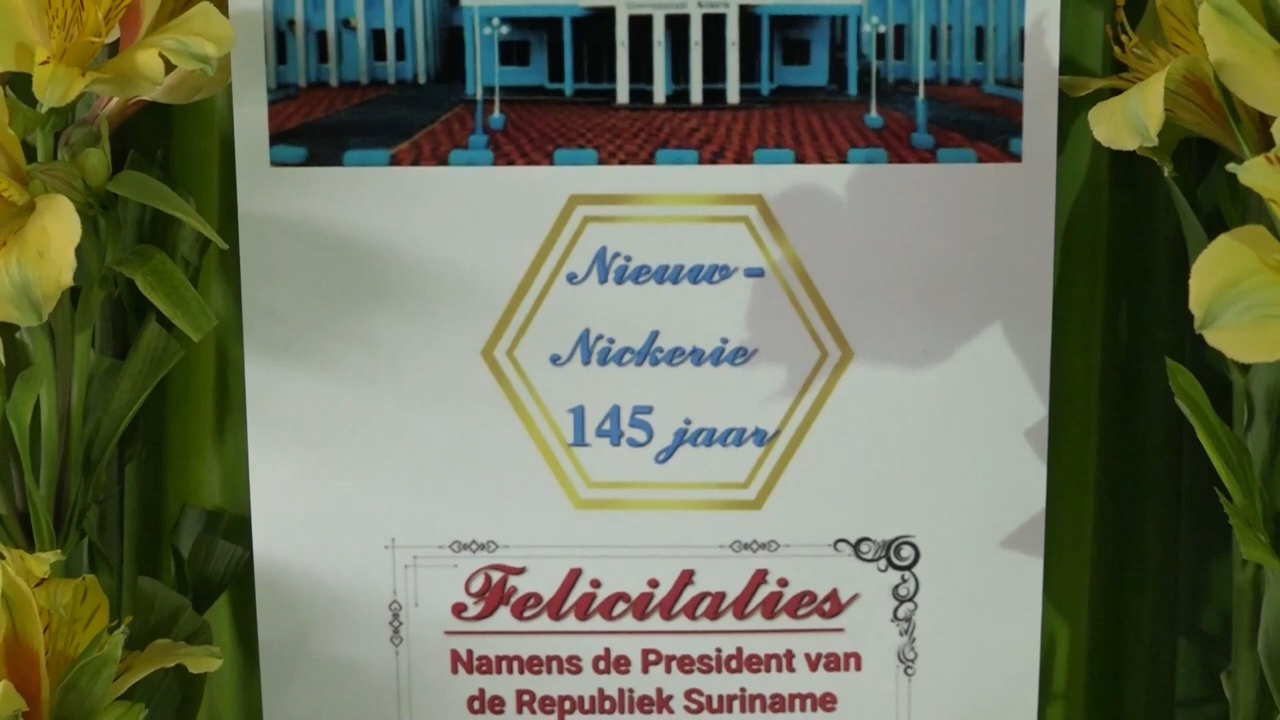 Nieuw -
Nickerie
145 jaar
Felicitaties
Namens de President van
de Republiek Suriname